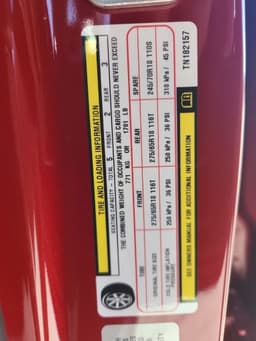 TIRE AND LOADING INFORMATION
SEATING CAPACITY - TOTAL 5 FRONT 2 REAR 3
THE COMBINED WEIGHT OF OCCUPANTS AND CARGO SHOULD NEVER EXCEED
771 KG OR 1701 LB
TIRE FRONT REAR SPARE
ORIGINAL TIRE SIZE 275/65R18 116T 275/65R18 116T 245/70R18 110S
COLD TIRE INFLATION PRESSURE 250 kPa / 36 PSI 250 kPa / 36 PSI 310 kPa / 45 PSI
SEE OWNERS MANUAL FOR ADDITIONAL INFORMATION
TN182157